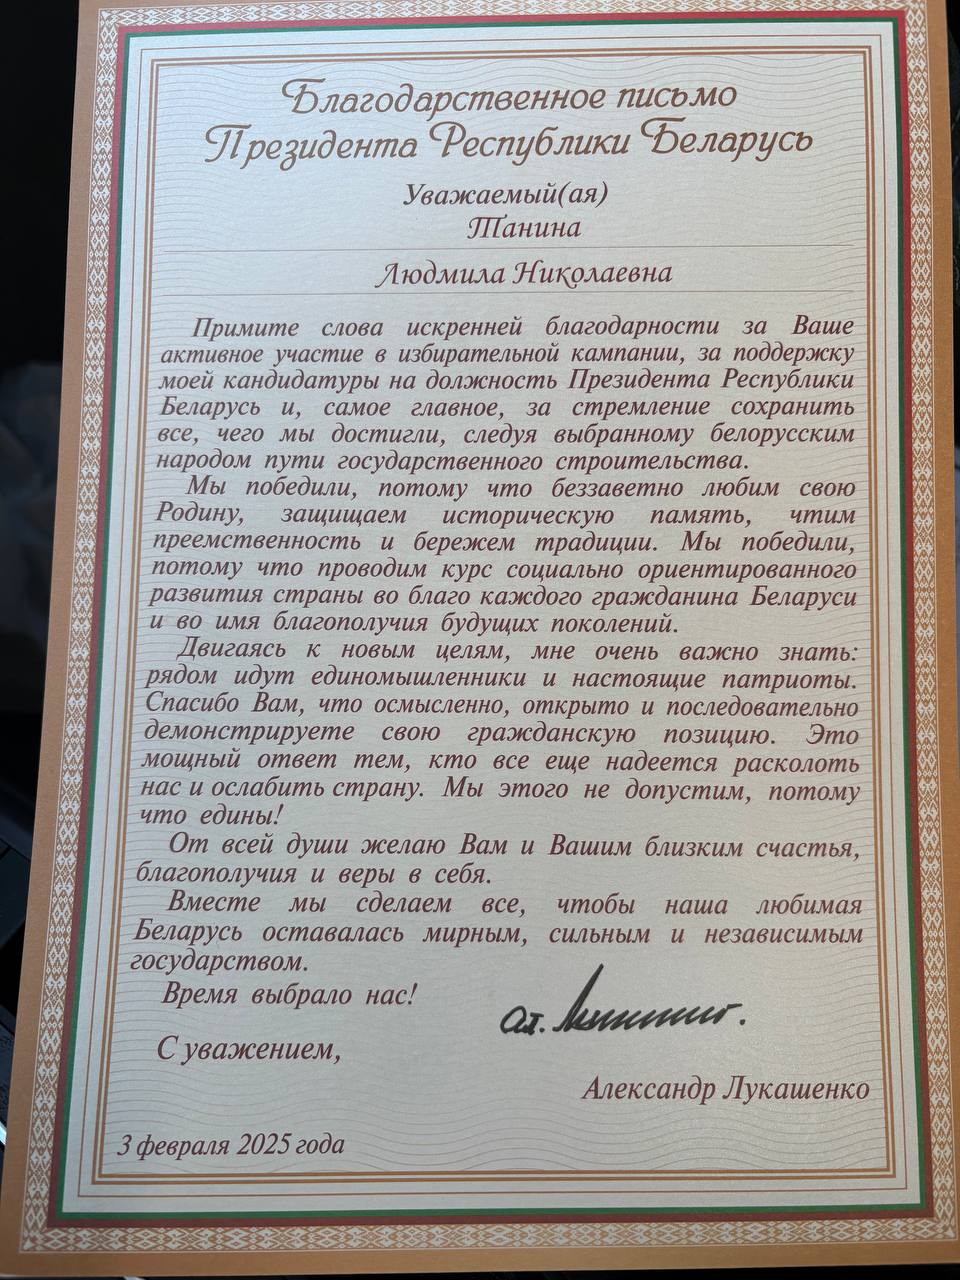 Благодарственное письмо
Президента Республики Беларусь
Уважаемый(ая)
Танина
Людмила Николаевна
Примите слова искренней благодарности за Ваше
активное участие в избирательной кампании, за поддержку
моей кандидатуры на должность Президента Республики
Беларусь и, самое главное, за стремление сохранить
все, чего мы достигли, следуя выбранному белорусским
народом пути государственного строительства.
Мы победили, потому что беззаветно любим свою
Родину, защищаем историческую память, чтим
преемственность и бережем традиции. Мы победили,
потому что проводим курс социально ориентированного
развития страны во благо каждого гражданина Беларуси
и во имя благополучия будущих поколений.
Двигаясь к новым целям, мне очень важно знать:
рядом идут единомышленники и настоящие патриоты.
Спасибо Вам, что осмысленно, открыто и последовательно
демонстрируете свою гражданскую позицию. Это
мощный ответ тем, кто все еще надеется расколоть
нас и ослабить страну. Мы этого не допустим, потому
что едины!
От всей души желаю Вам и Вашим близким счастья,
благополучия и веры в себя.
Вместе мы сделаем все, чтобы наша любимая
Беларусь оставалась мирным, сильным и независимым
государством.
Время выбрало нас!
С уважением,
Александр Лукашенко
3 февраля 2025 года